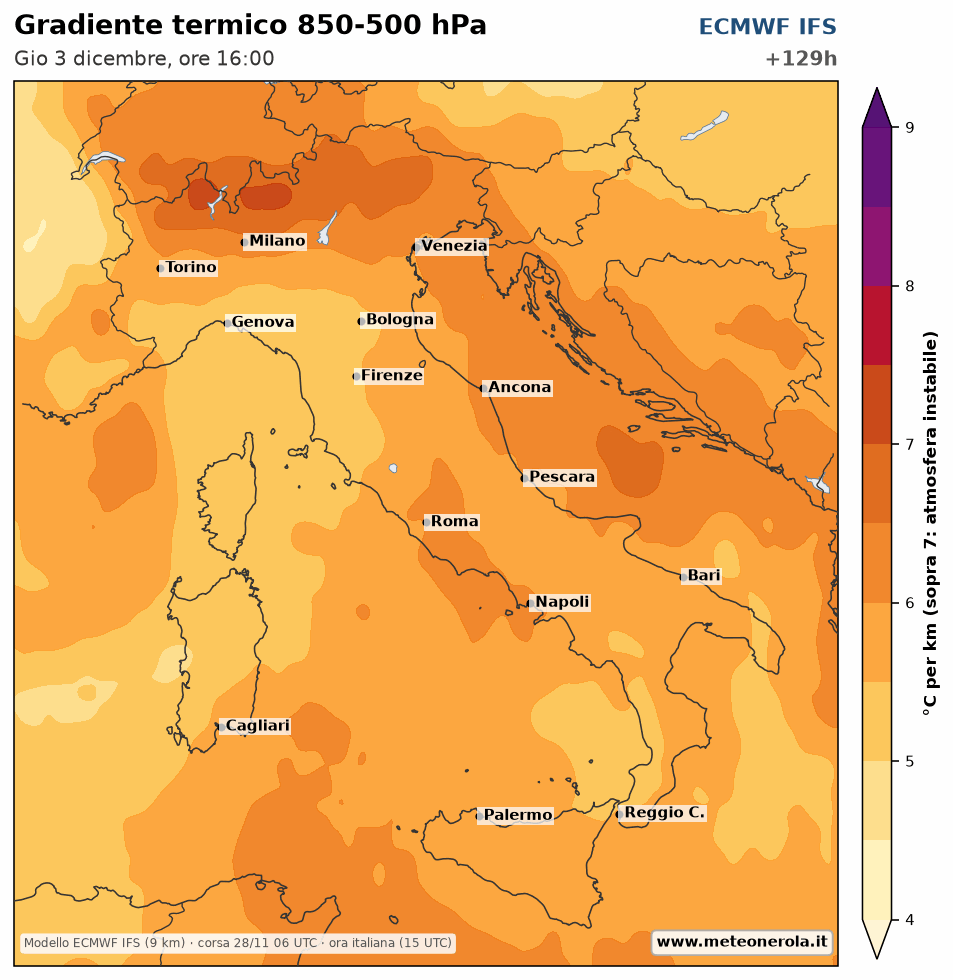 Gradiente termico 850-500 hPa
ECMWF IFS
Gio 3 dicembre, ore 16:00
+129h
Milano
Venezia
Torino
Genova
Bologna
Firenze
Ancona
Pescara
Roma
Bari
Napoli
Cagliari
Palermo
Reggio C.
9
8
7
6
5
4
°C per km (sopra 7: atmosfera instabile)
Modello ECMWF IFS (9 km) · corsa 28/11 06 UTC · ora italiana (15 UTC)
www.meteonerola.it